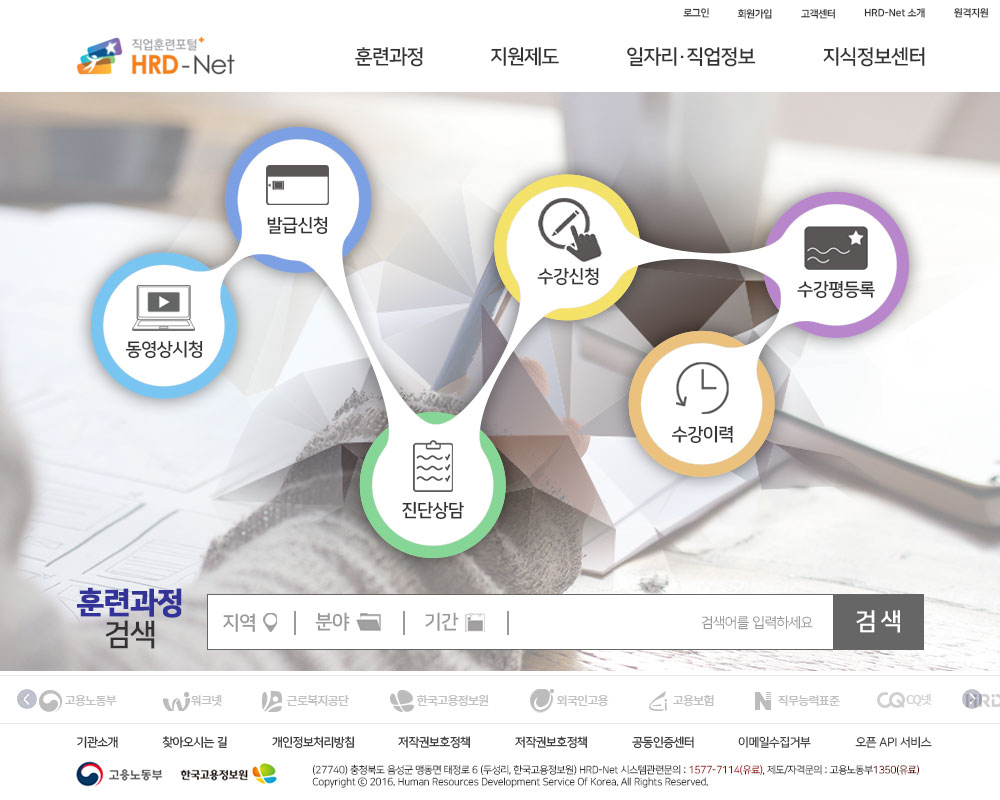 로그인 회원가입 고객센터 HRD-Net 소개 원격지원
직업훈련포털+
HRD-Net
훈련과정 지원제도 일자리·직업정보 지식정보센터
발급신청
동영상시청
수강신청
수강평등록
수강이력
진단상담
훈련과정
검색
지역 분야 기간 검색어를 입력하세요 검색
고용노동부 워크넷 근로복지공단 한국고용정보원 외국인고용 고용보험 직무능력표준 CQ CQ넷
기관소개 찾아오시는 길 개인정보처리방침 저작권보호정책 저작권보호정책 공동인증센터 이메일수집거부 오픈 API 서비스
고용노동부 한국고용정보원
(27740) 충청북도 음성군 맹동면 태정로 6 (두성리, 한국고용정보원) HRD-Net 시스템관련문의 : 1577-7114(유료), 제도/자격문의 : 고용노동부1350(유료)
Copyright ⓒ 2016. Human Resources Development Service Of Korea. All Rights Reserved.